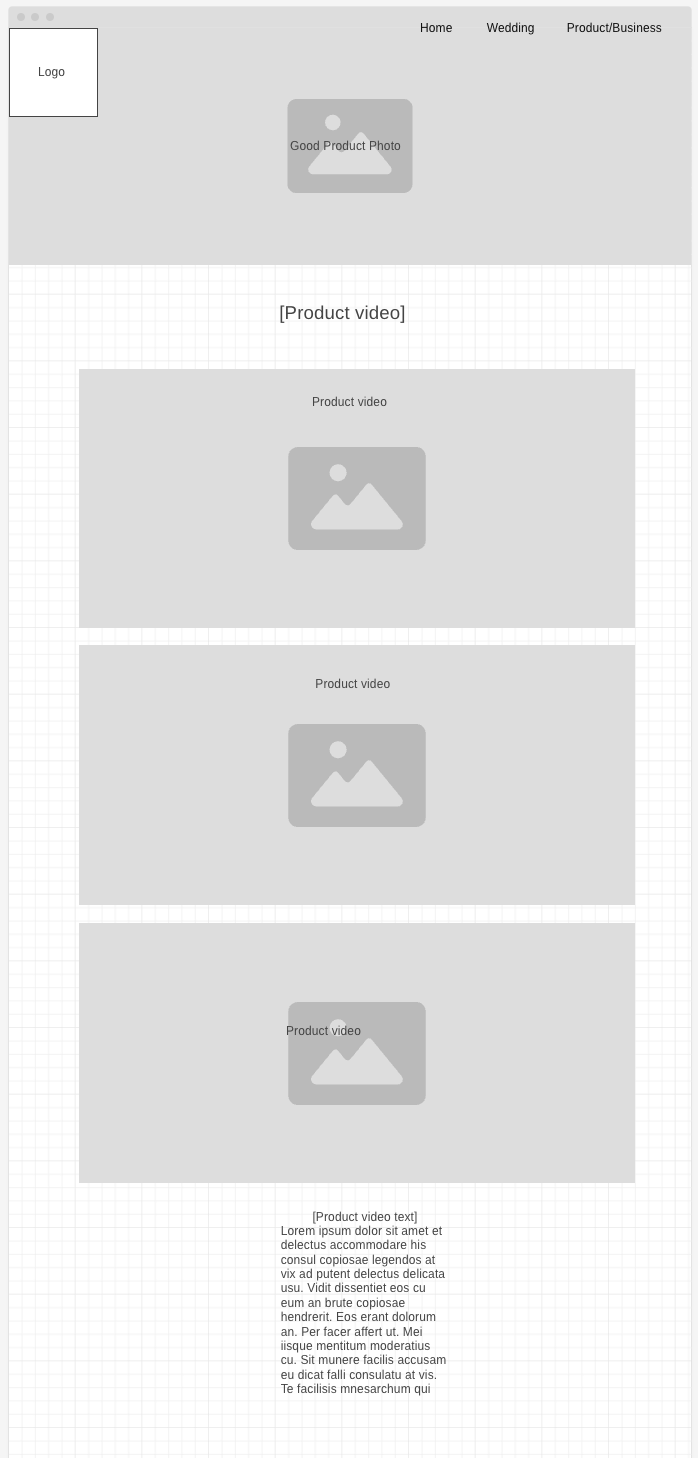 Home Wedding Product/Business
Logo
Good Product Photo
[Product video]
Product video
Product video
Product video
[Product video text]
Lorem ipsum dolor sit amet et
delectus accommodare his
consul copiosae legendos at
vix ad putent delectus delicata
usu. Vidit dissentiet eos cu
eum an brute copiosae
hendrerit. Eos erant dolorum
an. Per facer affert ut. Mei
iisque mentitum moderatius
cu. Sit munere facilis accusam
eu dicat falli consulatu at vis.
Te facilisis mnesarchum qui